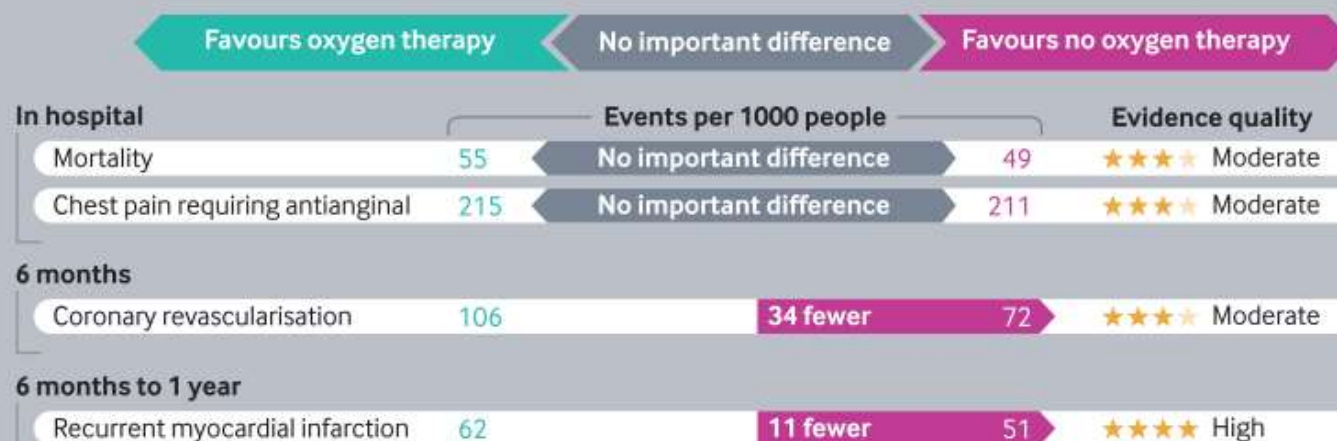 Favours oxygen therapy No important difference Favours no oxygen therapy
In hospital Events per 1000 people Evidence quality
Mortality 55 No important difference 49 Moderate
Chest pain requiring antianginal 215 No important difference 211 Moderate
6 months
Coronary revascularisation 106 34 fewer 72 Moderate
6 months to 1 year
Recurrent myocardial infarction 62 11 fewer 51 High